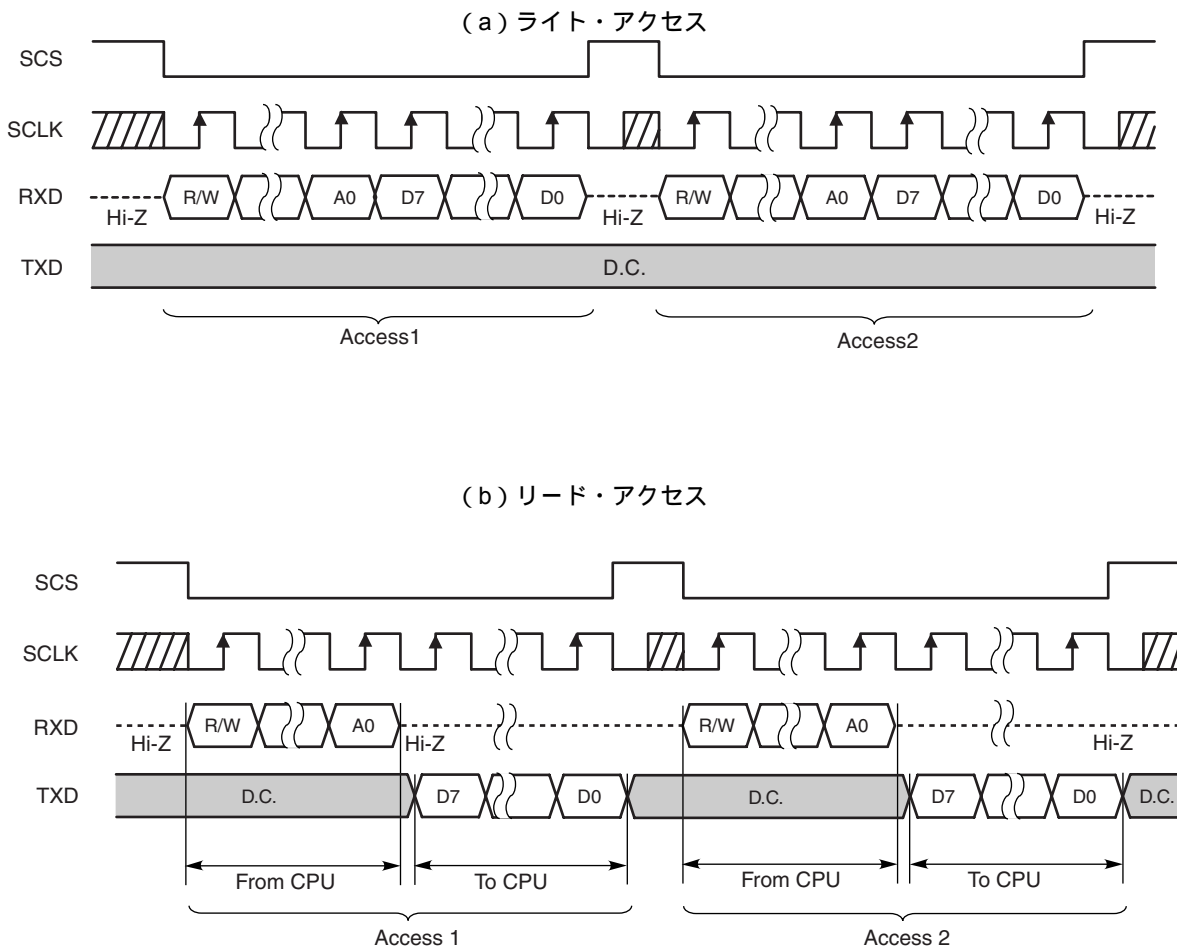 (a)ライト・アクセス
SCS
SCLK
RXD R/W A0 D7 D0 R/W A0 D7 D0
Hi-Z Hi-Z Hi-Z
TXD D.C.
Access1 Access2
(b)リード・アクセス
SCS
SCLK
RXD R/W A0 R/W A0
Hi-Z Hi-Z Hi-Z
TXD D.C. D7 D0 D.C. D7 D0 D.C.
From CPU To CPU From CPU To CPU
Access 1 Access 2